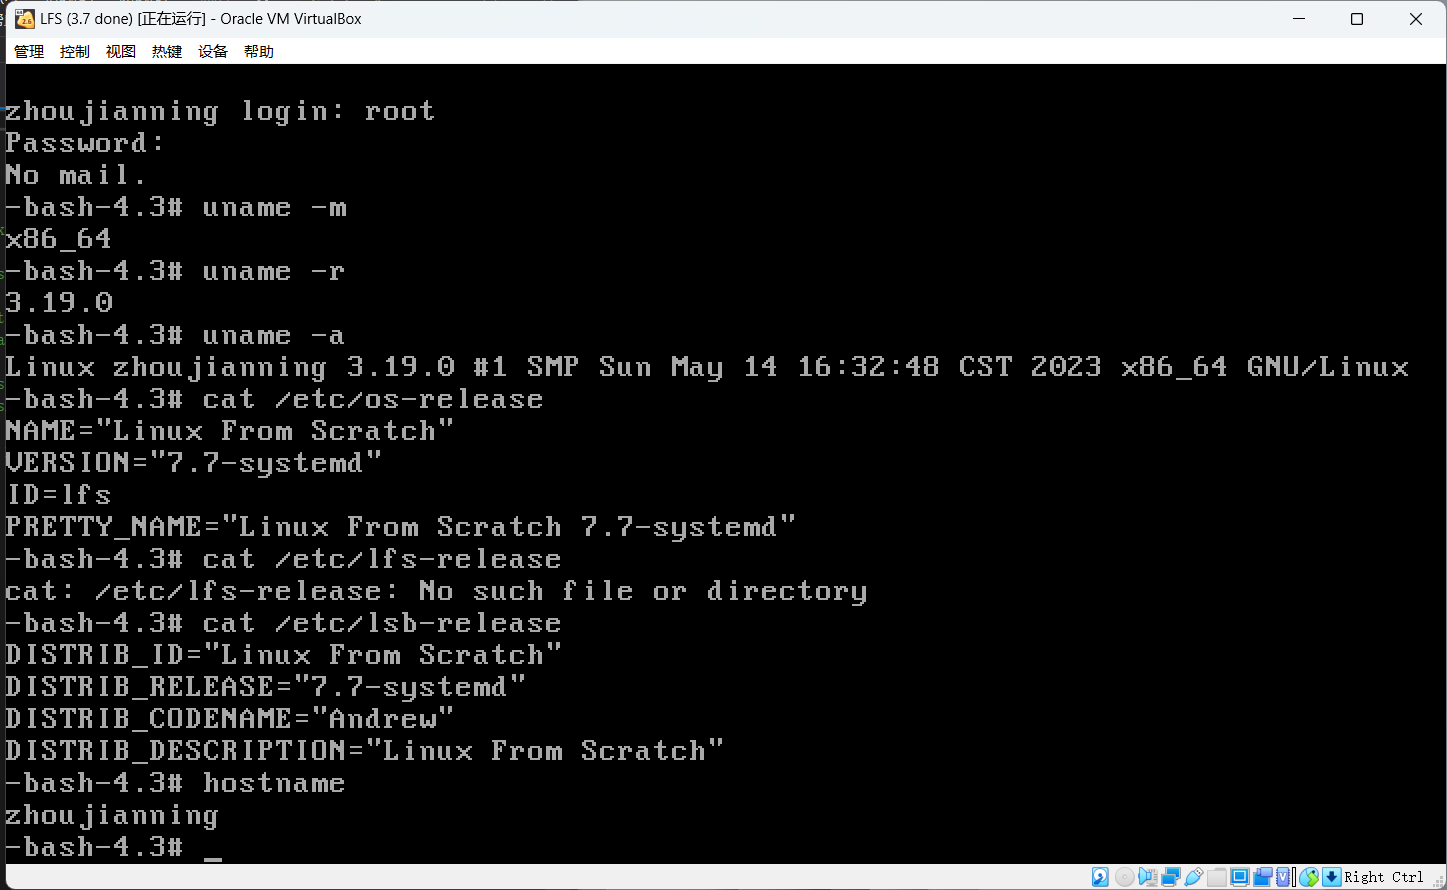 LFS (3.7 done) [正在运行] - Oracle VM VirtualBox
管理 控制 视图 热键 设备 帮助
zhoujianning login: root
Password:
No mail.
-bash-4.3# uname -m
x86_64
-bash-4.3# uname -r
3.19.0
-bash-4.3# uname -a
Linux zhoujianning 3.19.0 #1 SMP Sun May 14 16:32:48 CST 2023 x86_64 GNU/Linux
-bash-4.3# cat /etc/os-release
NAME="Linux From Scratch"
VERSION="7.7-systemd"
ID=lfs
PRETTY_NAME="Linux From Scratch 7.7-systemd"
-bash-4.3# cat /etc/lfs-release
cat: /etc/lfs-release: No such file or directory
-bash-4.3# cat /etc/lsb-release
DISTRIB_ID="Linux From Scratch"
DISTRIB_RELEASE="7.7-systemd"
DISTRIB_CODENAME="Andrew"
DISTRIB_DESCRIPTION="Linux From Scratch"
-bash-4.3# hostname
zhoujianning
-bash-4.3# _
Right Ctrl